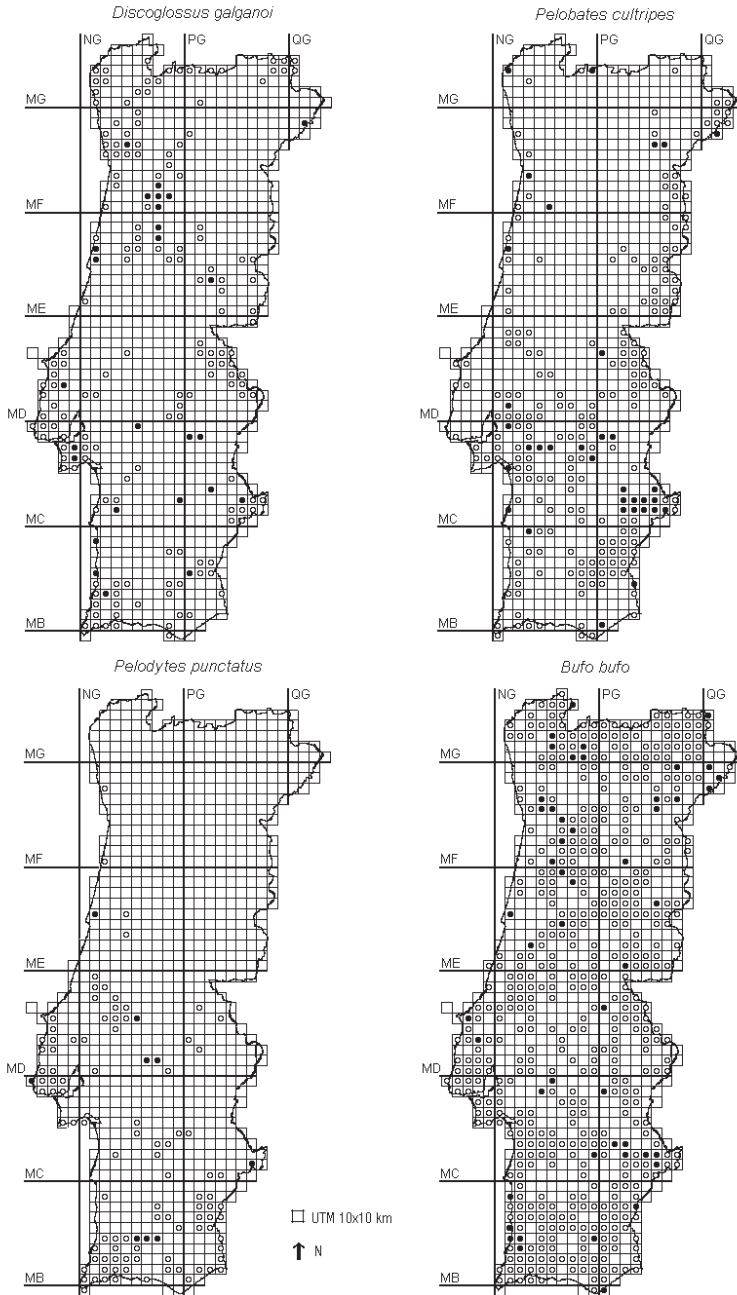 Discoglossus galganoi
NG PG QG
MG
MF
ME
MD
MC
MB
Pelobates cultripes
NG PG QG
MG
MF
ME
MD
MC
MB
Pelodytes punctatus
NG PG QG
MG
MF
ME
MD
MC
MB
UTM 10x10 km
N
Bufo bufo
NG PG QG
MG
MF
ME
MD
MC
MB